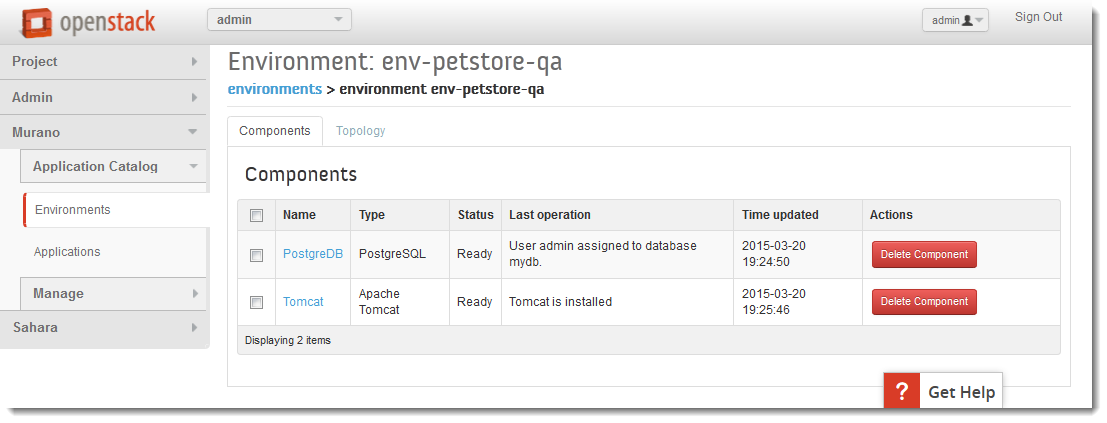 openstack
admin
admin
Sign Out
Project
Admin
Murano
Application Catalog
Environments
Applications
Manage
Sahara
Environment: env-petstore-qa
environments > environment env-petstore-qa
Components Topology
Components
Name Type Status Last operation Time updated Actions
PostgreDB PostgreSQL Ready User admin assigned to database
mydb. 2015-03-20
19:24:50 Delete Component
Tomcat Apache
Tomcat Ready Tomcat is installed 2015-03-20
19:25:46 Delete Component
Displaying 2 items
? Get Help